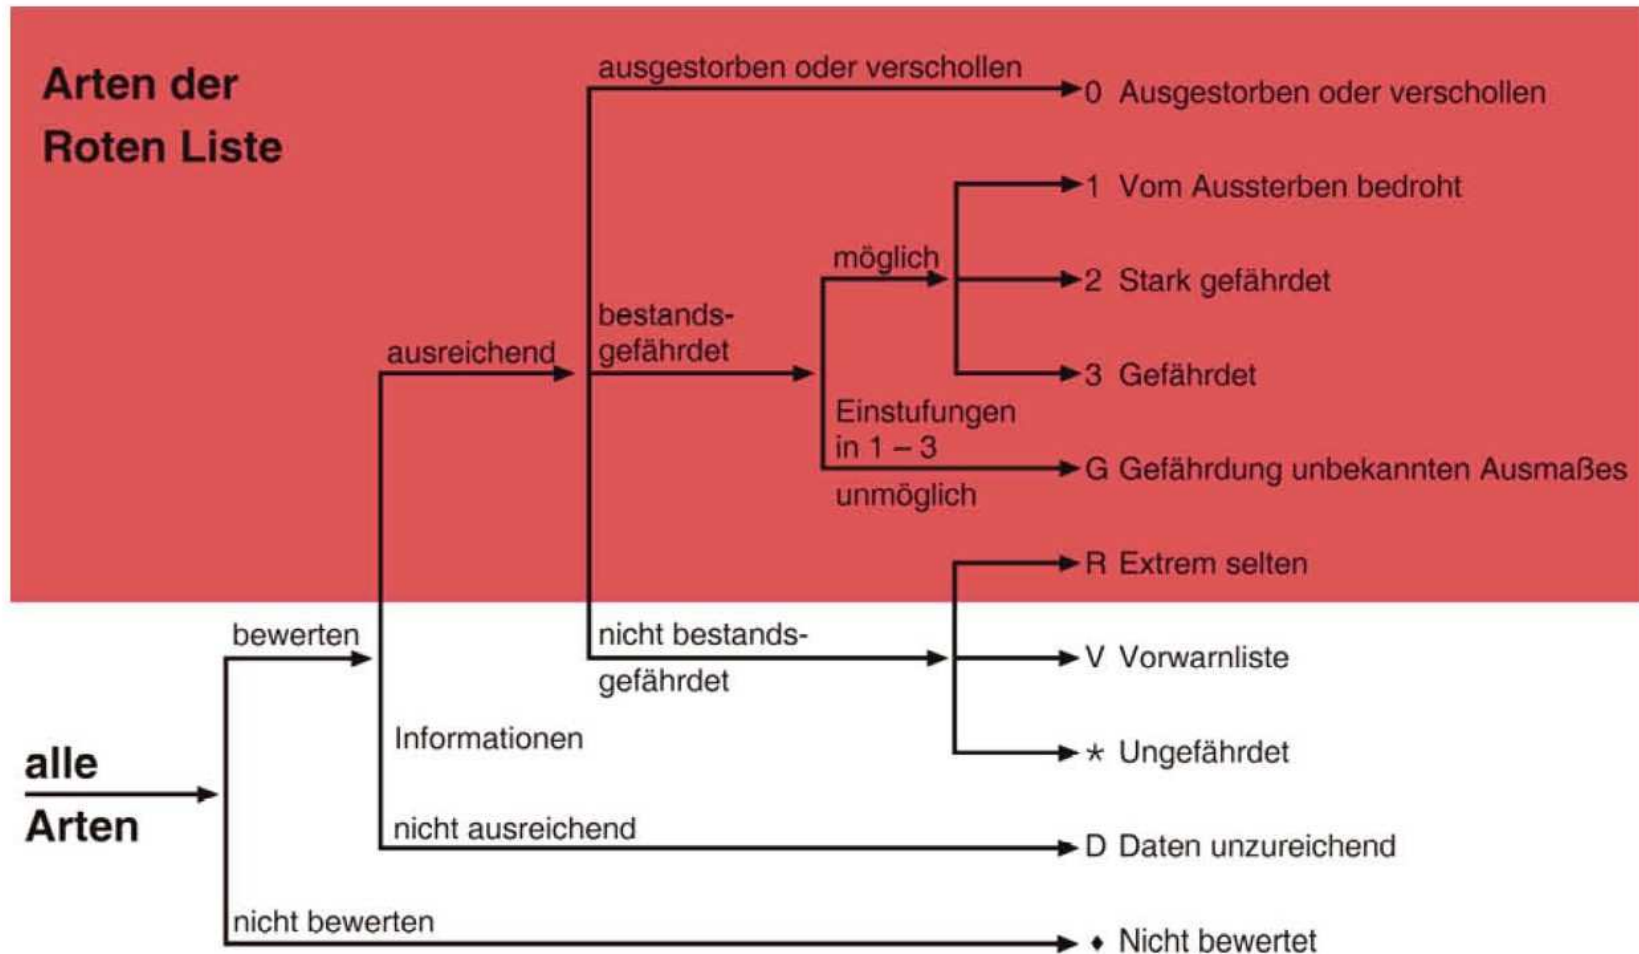 Arten der
Roten Liste
ausgestorben oder verschollen
0 Ausgestorben oder verschollen
1 Vom Aussterben bedroht
möglich
2 Stark gefährdet
bestands-
gefährdet
ausreichend
3 Gefährdet
Einstufungen
in 1 – 3
unmöglich
G Gefährdung unbekannten Ausmaßes
R Extrem selten
bewerten
nicht bestands-
gefährdet
V Vorwarnliste
Informationen
* Ungefährdet
alle
Arten
nicht ausreichend
D Daten unzureichend
nicht bewerten
♦ Nicht bewertet